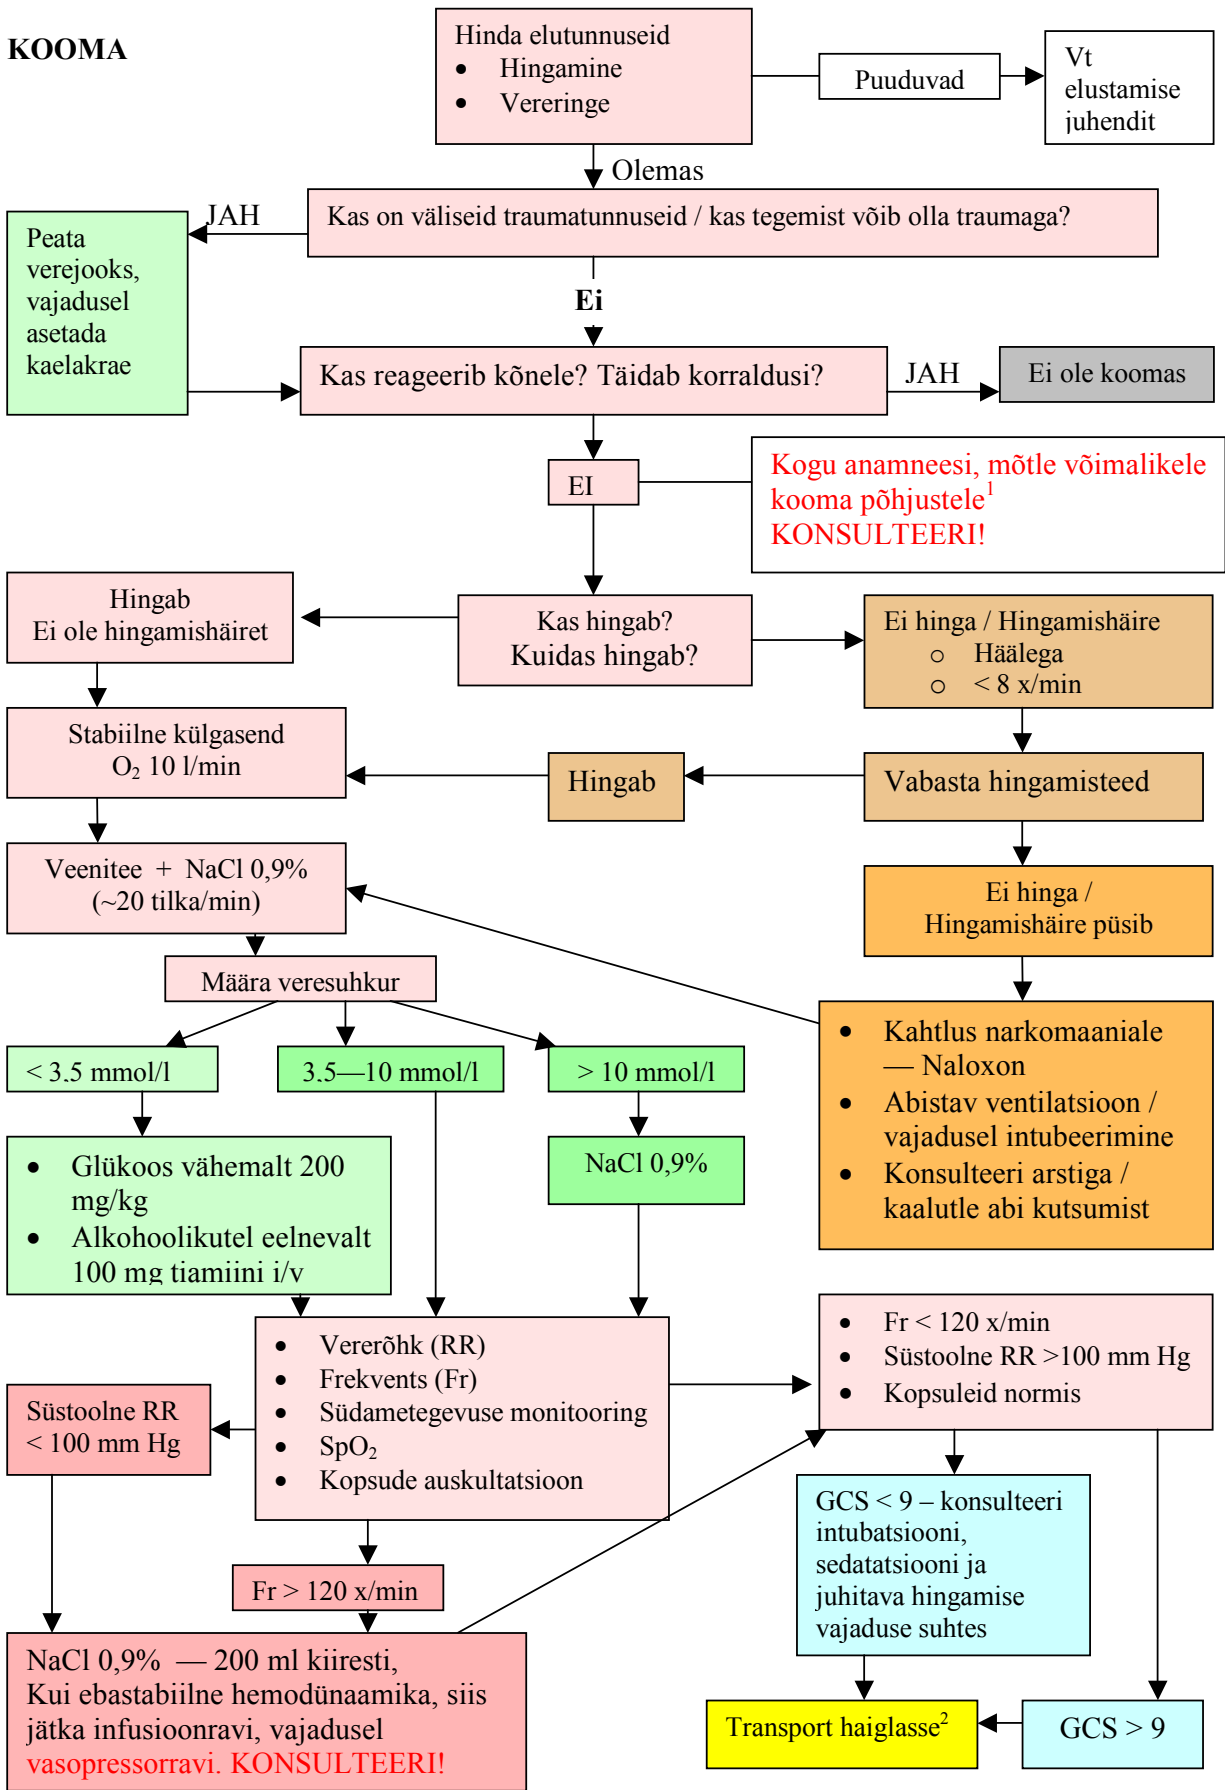 KOOMA
Hinda elutunnuseid
• Hingamine
• Vereringe
Puuduvad
Vt
elustamise
juhendit
Olemas
JAH
Kas on väliseid traumatunnuseid / kas tegemist võib olla traumaga?
Peata
verejooks,
vajadusel
asetada
kaelakrae
Ei
Kas reageerib kõnele? Täidab korraldusi?
JAH
Ei ole koomas
EI
Kogu anamneesi, mõtle võimalikele
kooma põhjustele¹
KONSULTEERI!
Hingab
Ei ole hingamishäiret
Kas hingab?
Kuidas hingab?
Ei hinga / Hingamishäire
o Häälega
o < 8 x/min
Stabiilne külgasend
O₂ 10 l/min
Hingab
Vabasta hingamisteed
Veenitee + NaCl 0,9%
(~20 tilka/min)
Ei hinga /
Hingamishäire püsib
Määra veresuhkur
< 3,5 mmol/l
3,5—10 mmol/l
> 10 mmol/l
• Kahtlus narkomaaniale
— Naloxon
• Abistav ventilatsioon /
vajadusel intubeerimine
• Konsulteeri arstiga /
kaalutle abi kutsumist
• Glükoos vähemalt 200
mg/kg
• Alkohoolikutel eelnevalt
100 mg tiamiini i/v
NaCl 0,9%
• Vererõhk (RR)
• Frekvents (Fr)
• Südametegevuse monitooring
• SpO₂
• Kopsude auskultatsioon
• Fr < 120 x/min
• Süstoolne RR >100 mm Hg
• Kopsuleid normis
Süstoolne RR
< 100 mm Hg
GCS < 9 – konsulteeri
intubatsiooni,
sedatatsiooni ja
juhitava hingamise
vajaduse suhtes
Fr > 120 x/min
NaCl 0,9% — 200 ml kiiresti,
Kui ebastabiilne hemodünaamika, siis
jätka infusioonravi, vajadusel
vasopressorravi. KONSULTEERI!
Transport haiglasse²
GCS > 9